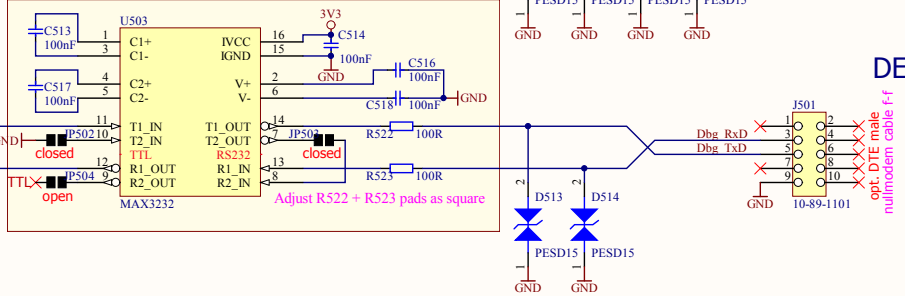 PESD15 PESD15 PESD15
1 1 1
GND GND GND
U503
3V3
C513
100nF
1 C1+
3 C1-
IVCC 16
IGND 15
C514
100nF
GND
C517
100nF
4 C2+
5 C2-
V+ 2
V- 6
C516
100nF
C518 100nF
GND
11 T1_IN
T1_OUT 14
R522 100R
ND JP502 10 T2_IN
closed
T2_OUT 7 JP503
closed
TTL RS232
12 R1_OUT
R1_IN 13
R523 100R
TTL JP504 9 R2_OUT
open
R2_IN 8
MAX3232
Adjust R522 + R523 pads as square
2 D513
2 D514
PESD15
PESD15
1 1
GND GND
Dbg_RxD
Dbg_TxD
DE
J501
1 2
3 4
5 6
7 8
9 10
GND
10-89-1101
opt. DTE male
nullmodem cable f-f